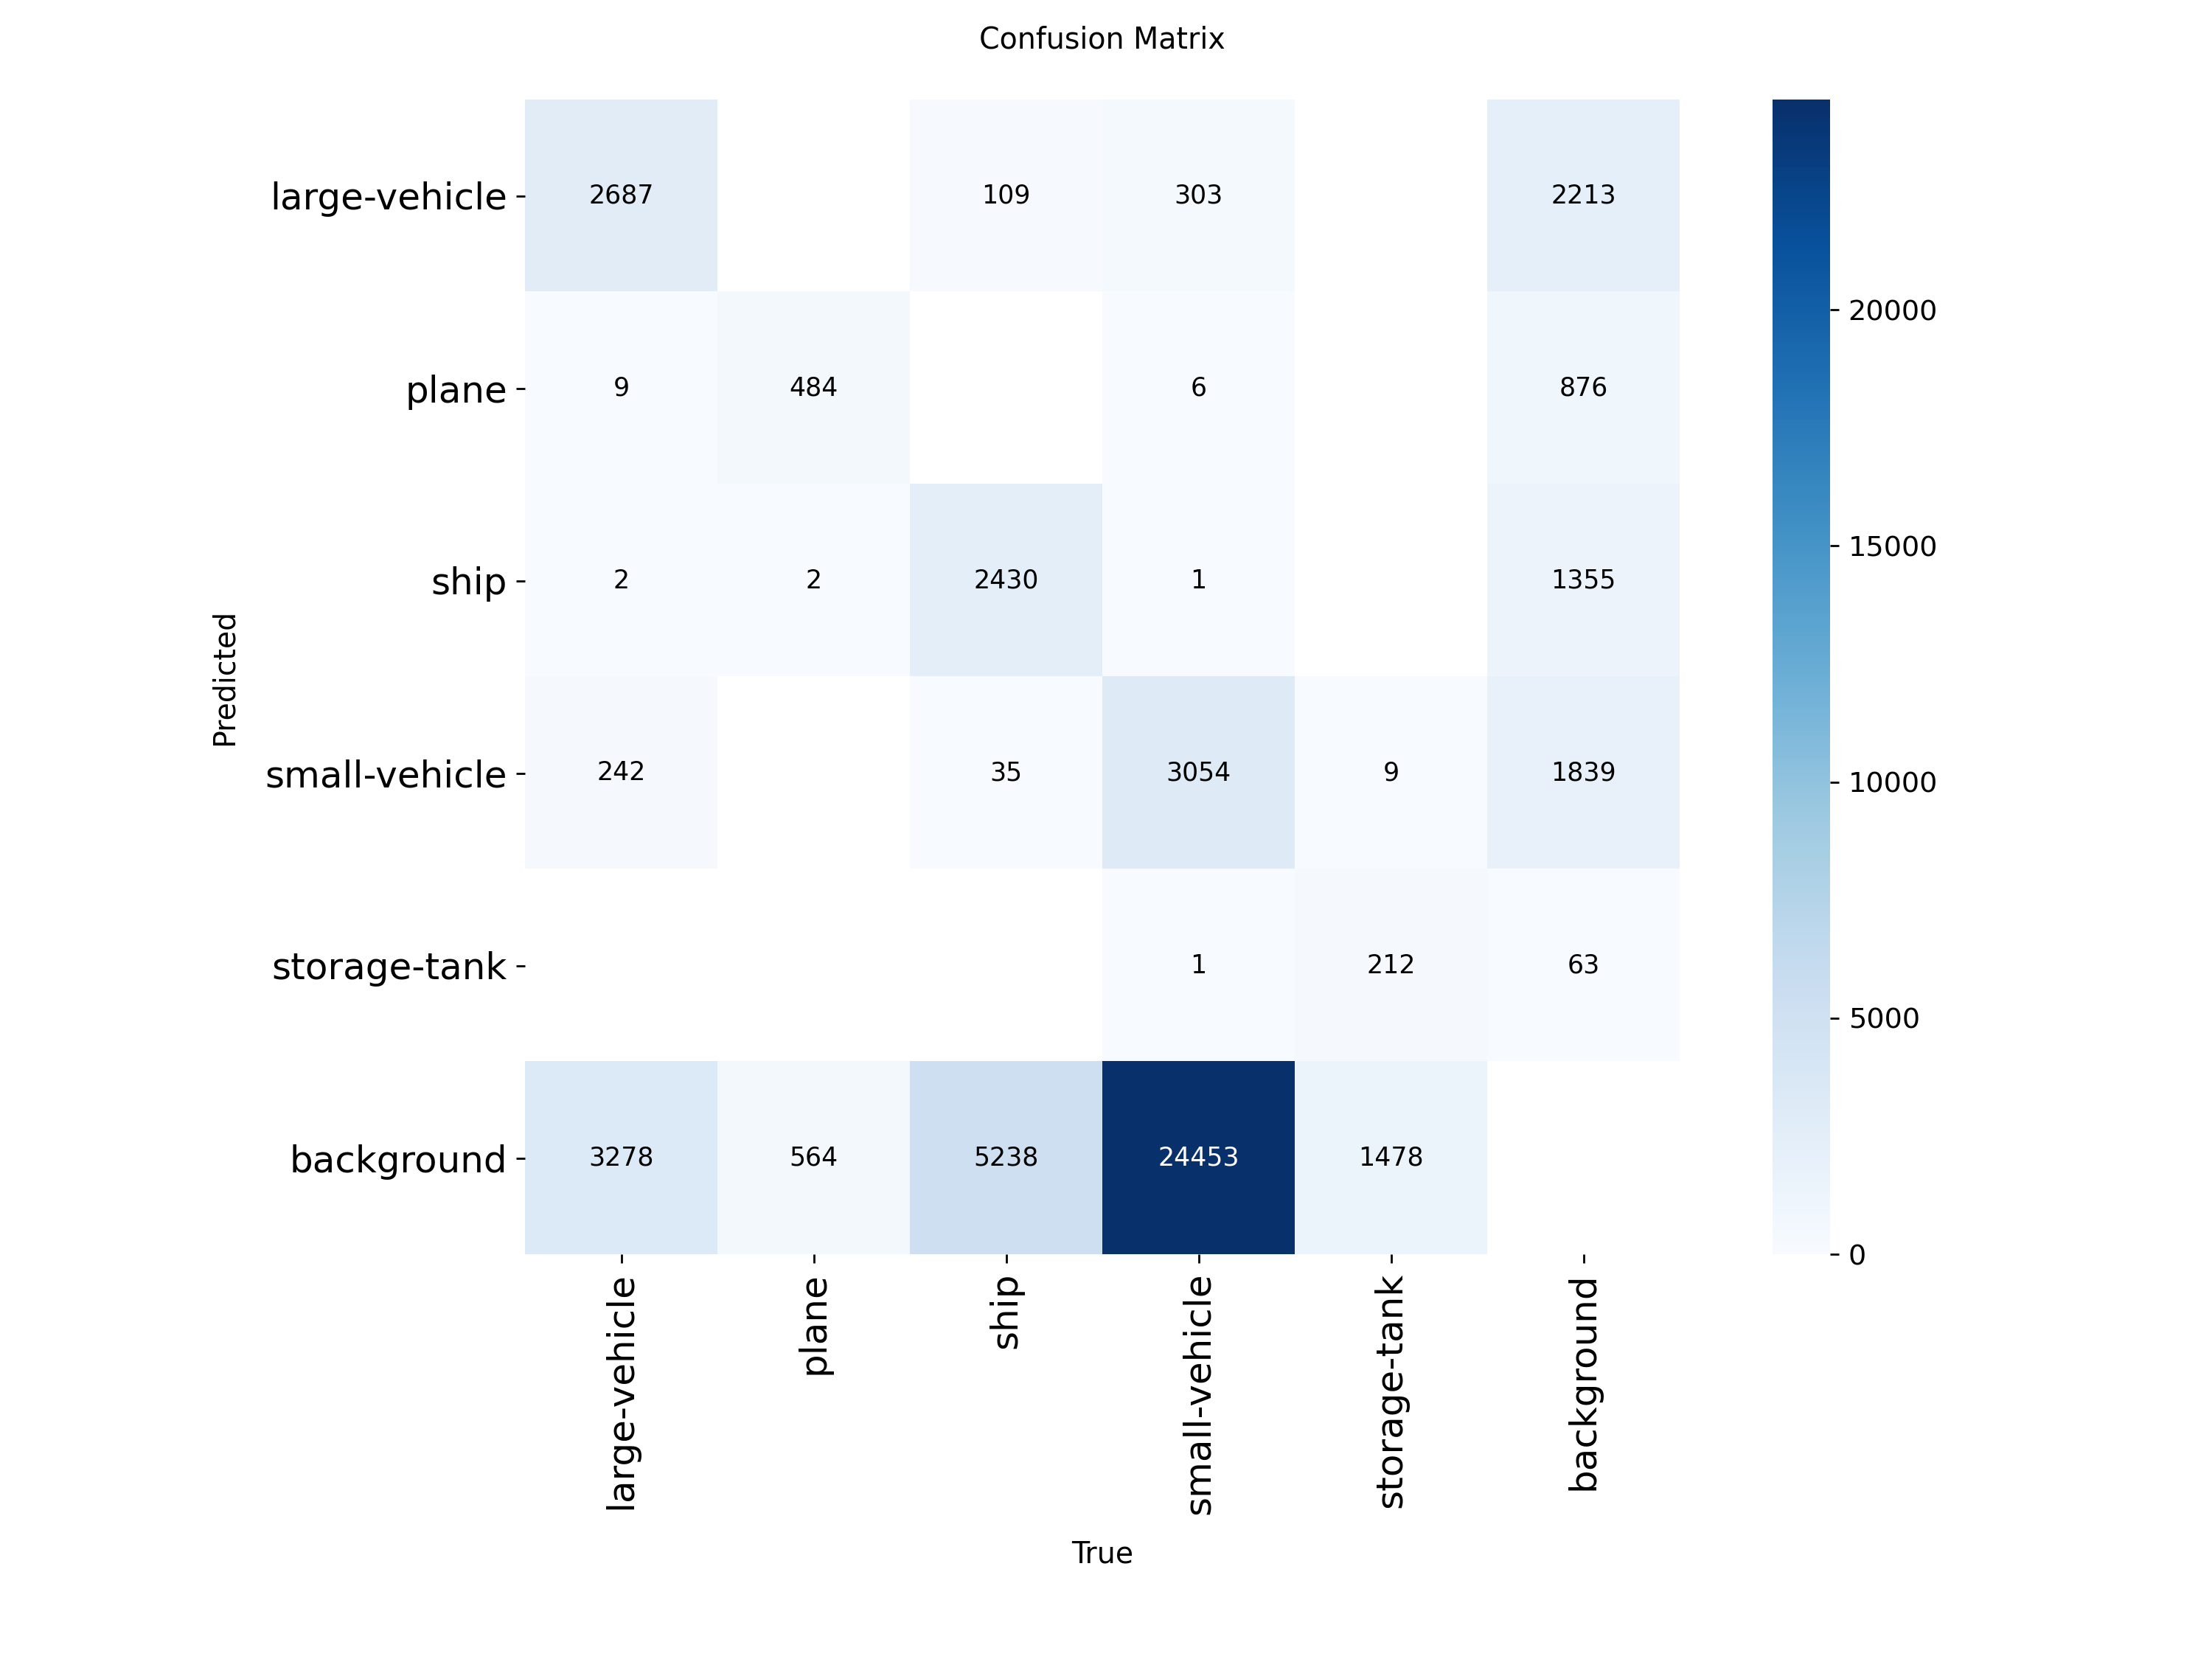 Confusion Matrix
large-vehicle 2687 109 303 2213
plane 9 484 6 876
ship 2 2 2430 1 1355
small-vehicle 242 35 3054 9 1839
storage-tank 1 212 63
background 3278 564 5238 24453 1478
Predicted
large-vehicle plane ship small-vehicle storage-tank background
True
20000
15000
10000
5000
0